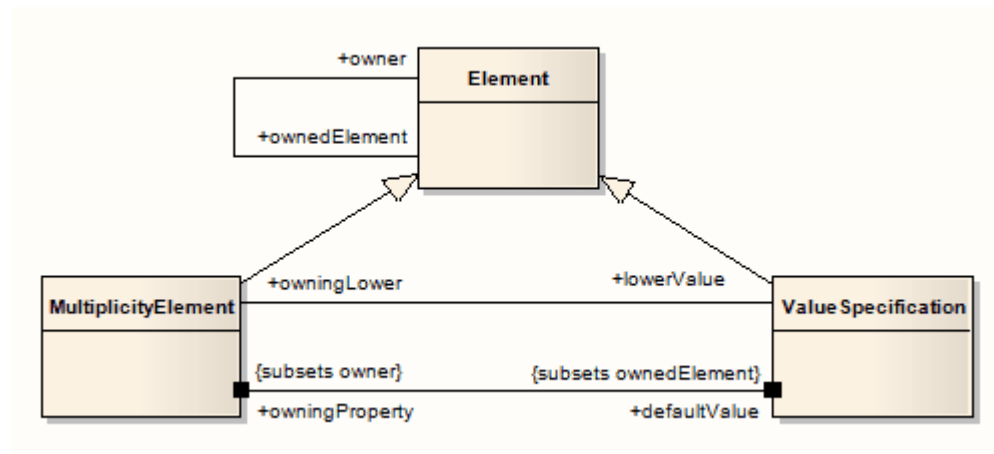 +owner
Element
+ownedElement
+owningLower
+lowerValue
MultiplicityElement
ValueSpecification
{subsets owner}
{subsets ownedElement}
+owningProperty
+defaultValue